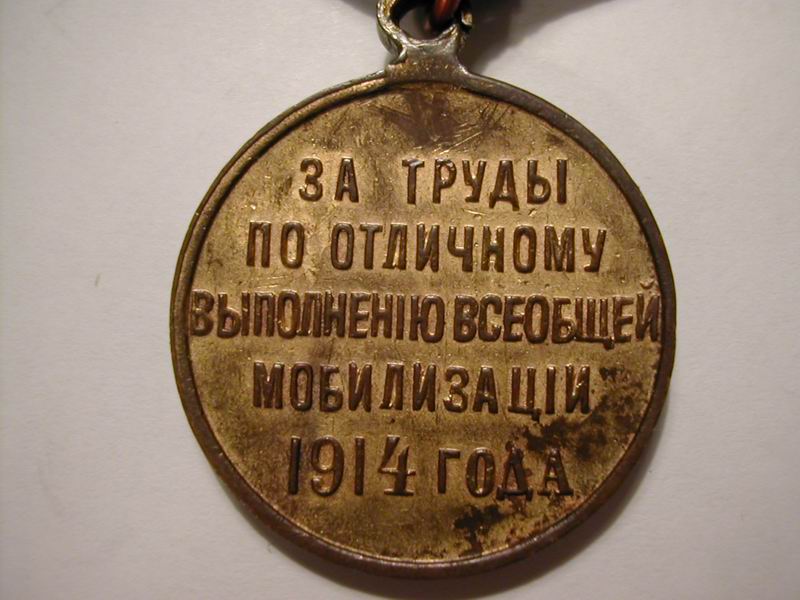 ЗА ТРУДЫ
ПО ОТЛИЧНОМУ
ВЫПОЛНЕНІЮ ВСЕОБЩЕЙ
МОБИЛИЗАЦІИ
1914 ГОДА